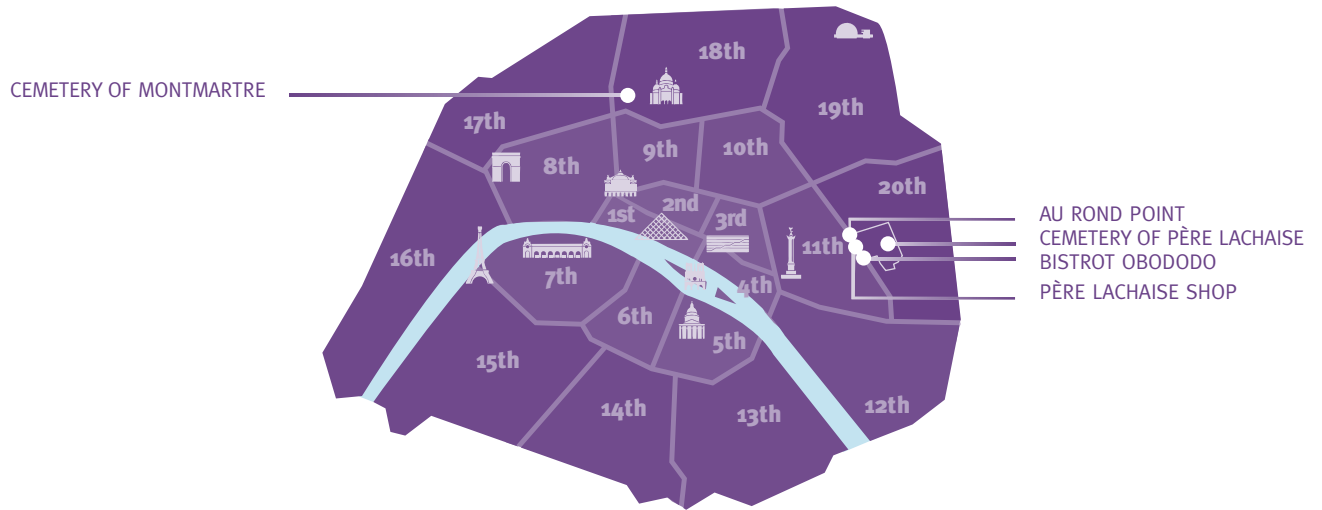 18th
CEMETERY OF MONTMARTRE
17th
19th
9th
10th
8th
20th
2nd
1st
3rd
AU ROND POINT
CEMETERY OF PÈRE LACHAISE
11th
16th
BISTROT OBODODO
7th
4th
PÈRE LACHAISE SHOP
6th
5th
15th
14th
13th
12th